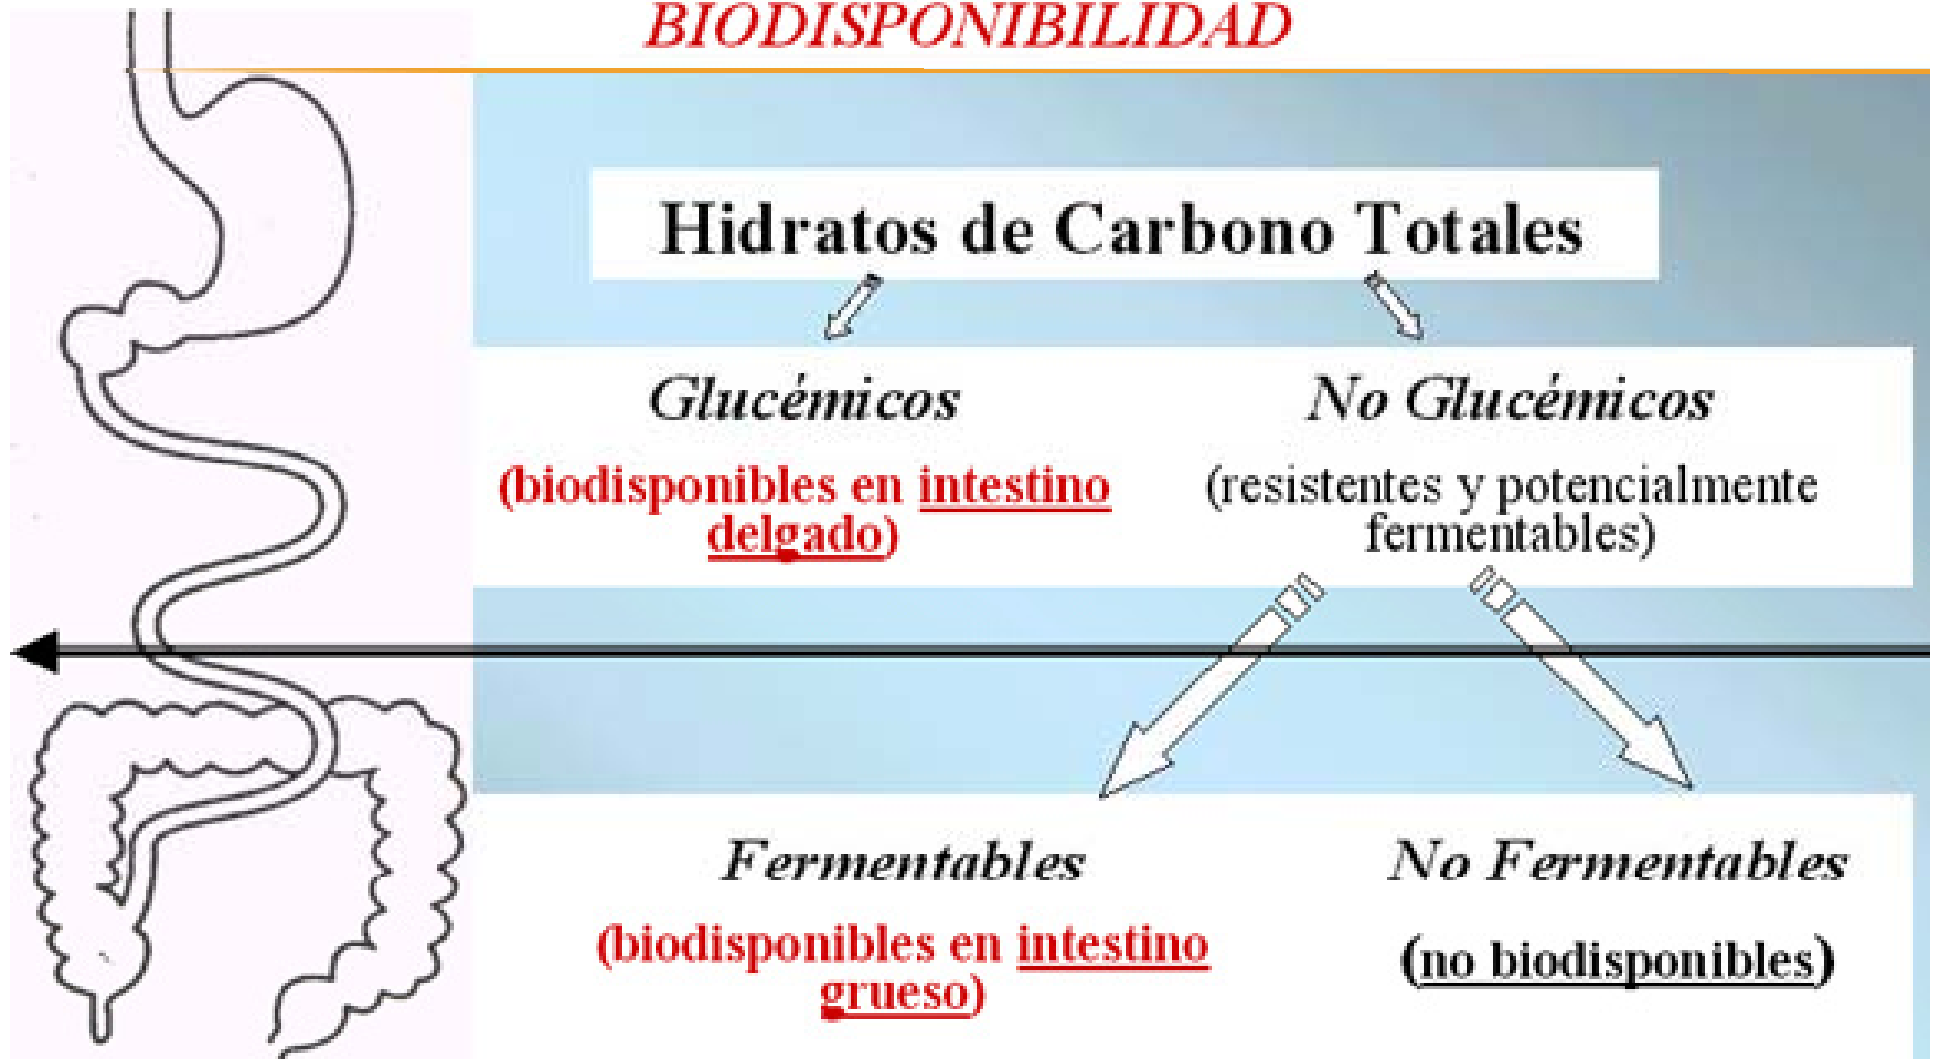 BIODISPONIBILIDAD
Hidratos de Carbono Totales
Glucémicos
(biodisponibles en intestino
delgado)
No Glucémicos
(resistentes y potencialmente
fermentables)
Fermentables
(biodisponibles en intestino
grueso)
No Fermentables
(no biodisponibles)